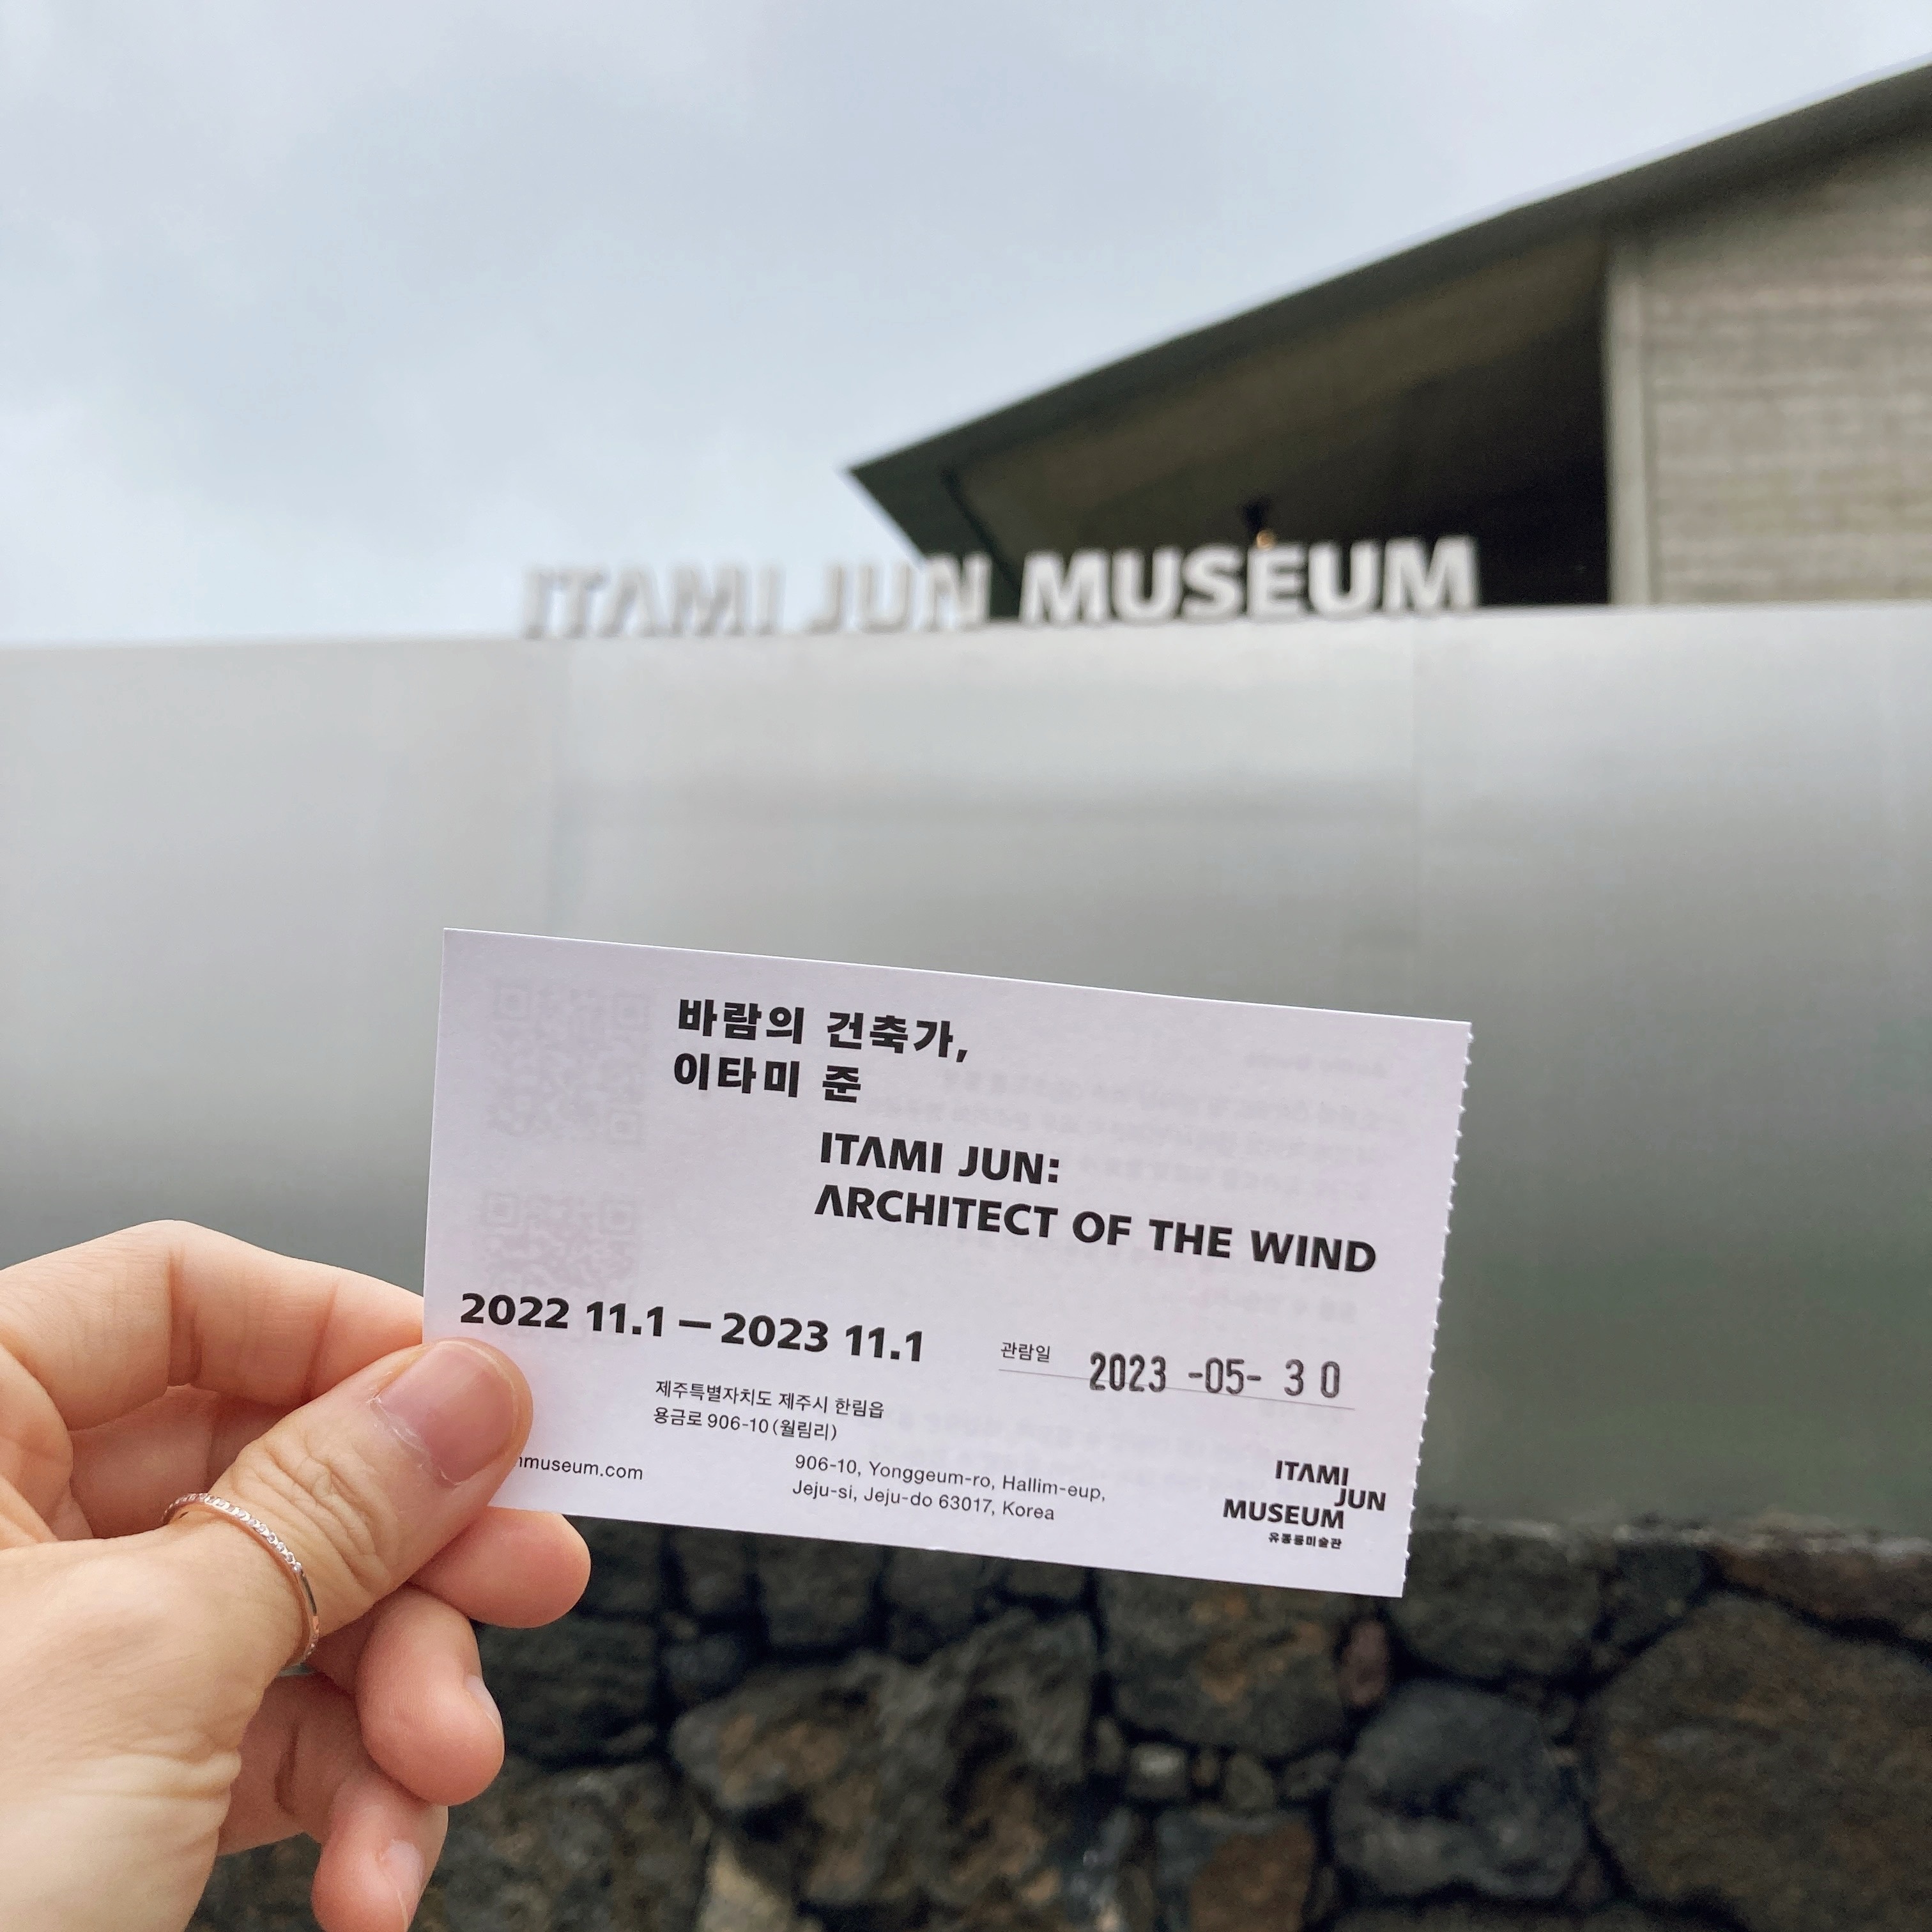 ITAMI JUN MUSEUM
바람의 건축가,
이타미 준
ITAMI JUN:
ARCHITECT OF THE WIND
2022 11.1 — 2023 11.1
관람일 2023 -05- 30
제주특별자치도 제주시 한림읍
용금로 906-10 (월림리)
museum.com
906-10, Yonggeum-ro, Hallim-eup,
Jeju-si, Jeju-do 63017, Korea
ITAMI
JUN
MUSEUM
유동룡미술관